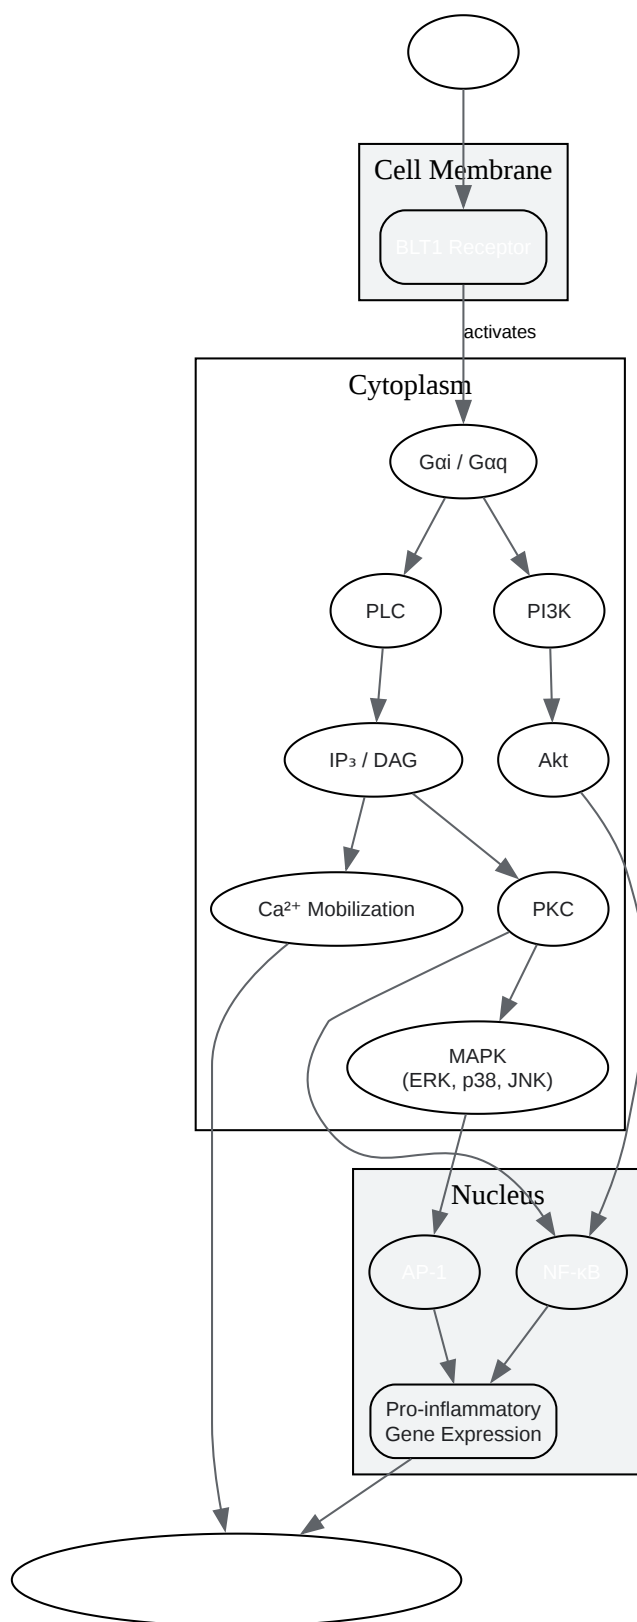 Cell Membrane
BLT1 Receptor
activates
Cytoplasm
Gαi / Gαq
PLC
PI3K
IP₃ / DAG
Akt
Ca²⁺ Mobilization
PKC
MAPK
(ERK, p38, JNK)
Nucleus
AP-1
NF-κB
Pro-inflammatory
Gene Expression